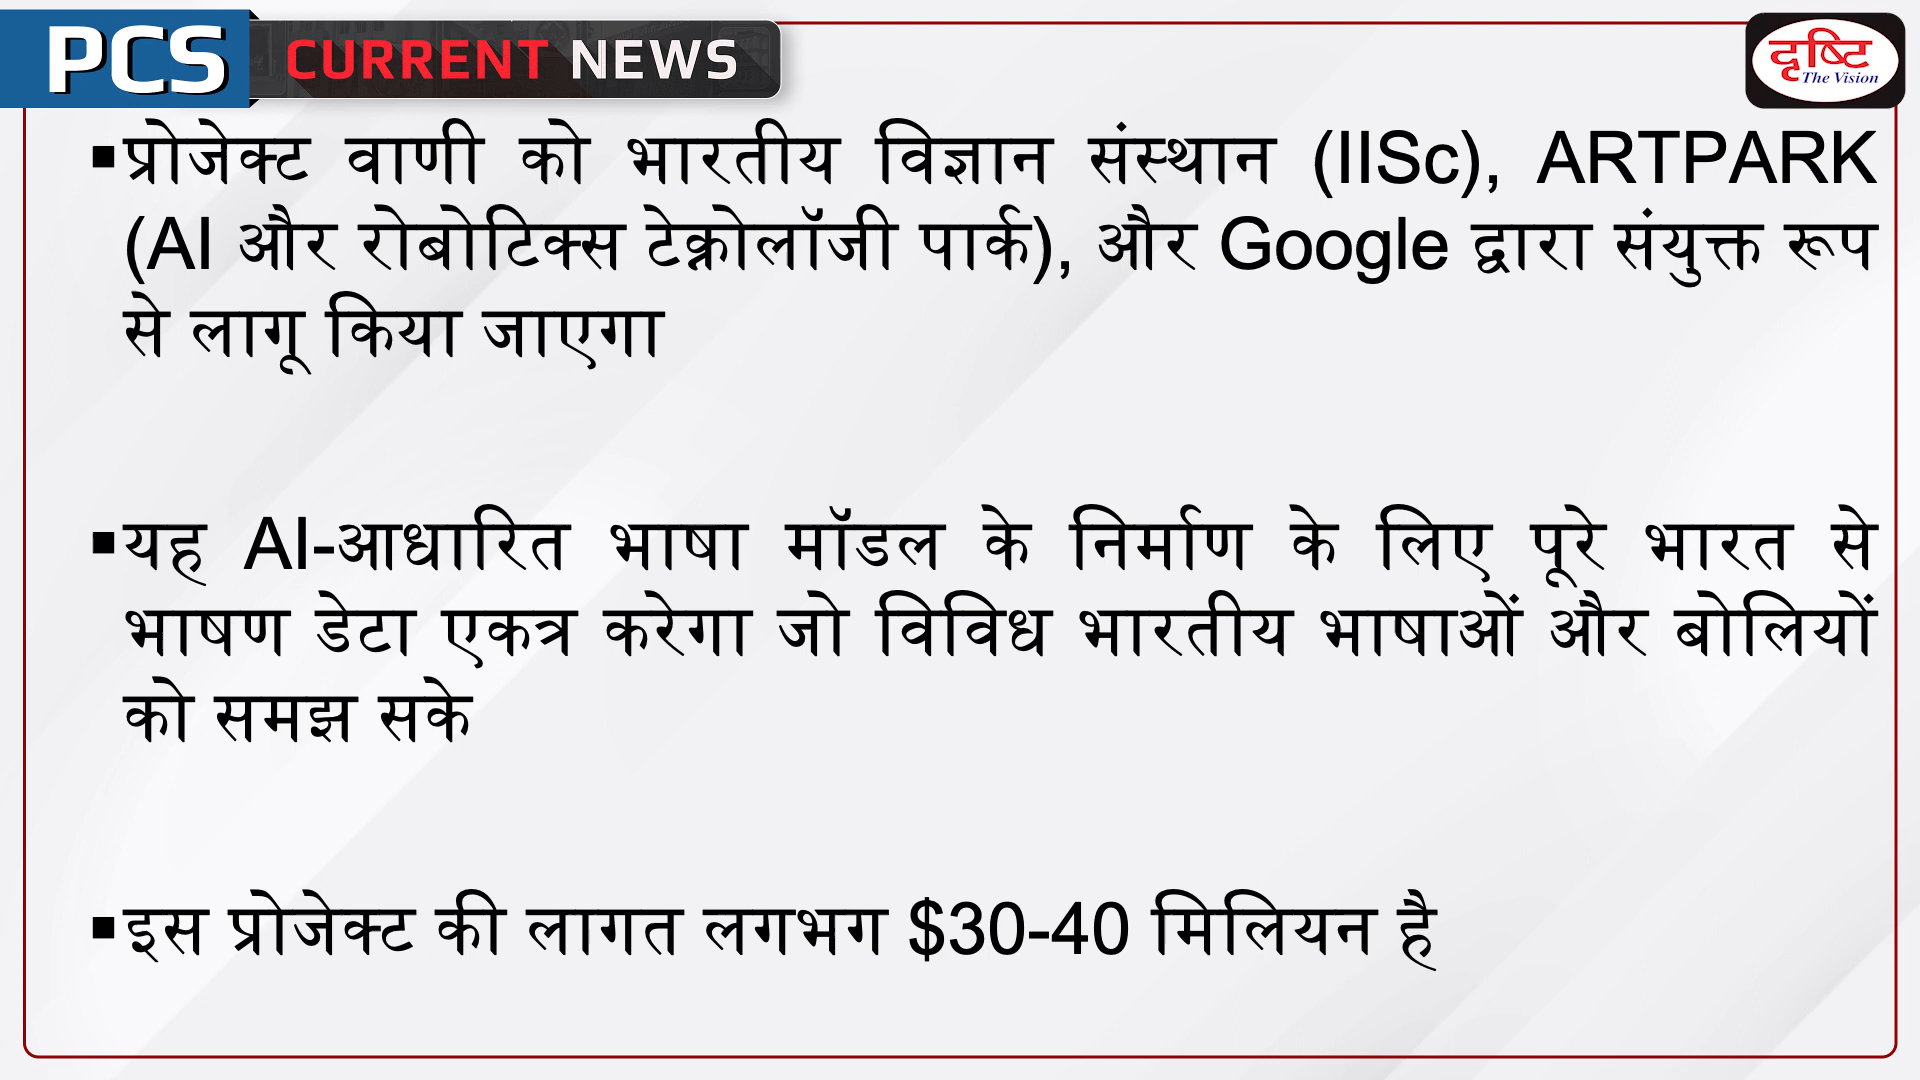 PCS CURRENT NEWS
दृष्टि
The Vision
▪प्रोजेक्ट वाणी को भारतीय विज्ञान संस्थान (IISc), ARTPARK
(AI और रोबोटिक्स टेक्नोलॉजी पार्क), और Google द्वारा संयुक्त रूप
से लागू किया जाएगा
▪यह AI-आधारित भाषा मॉडल के निर्माण के लिए पूरे भारत से
भाषण डेटा एकत्र करेगा जो विविध भारतीय भाषाओं और बोलियों
को समझ सके
▪इस प्रोजेक्ट की लागत लगभग $30-40 मिलियन है